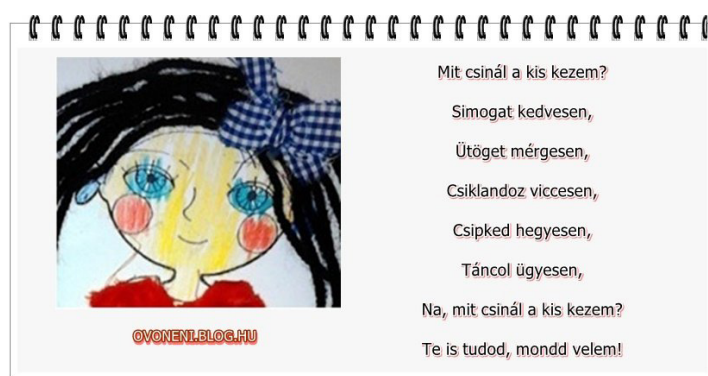 Mit csinál a kis kezem?
Simogat kedvesen,
Ütöget mérgesen,
Csiklandoz viccesen,
Csipked hegyesen,
Táncol ügyesen,
Na, mit csinál a kis kezem?
Te is tudod, mondd velem!
OVONENI.BLOG.HU